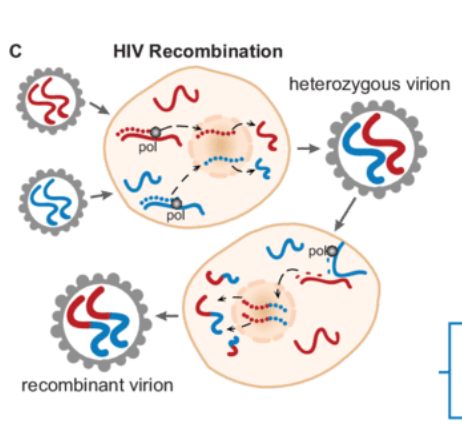 C
HIV Recombination
heterozygous virion
pol
pol
pol
recombinant virion